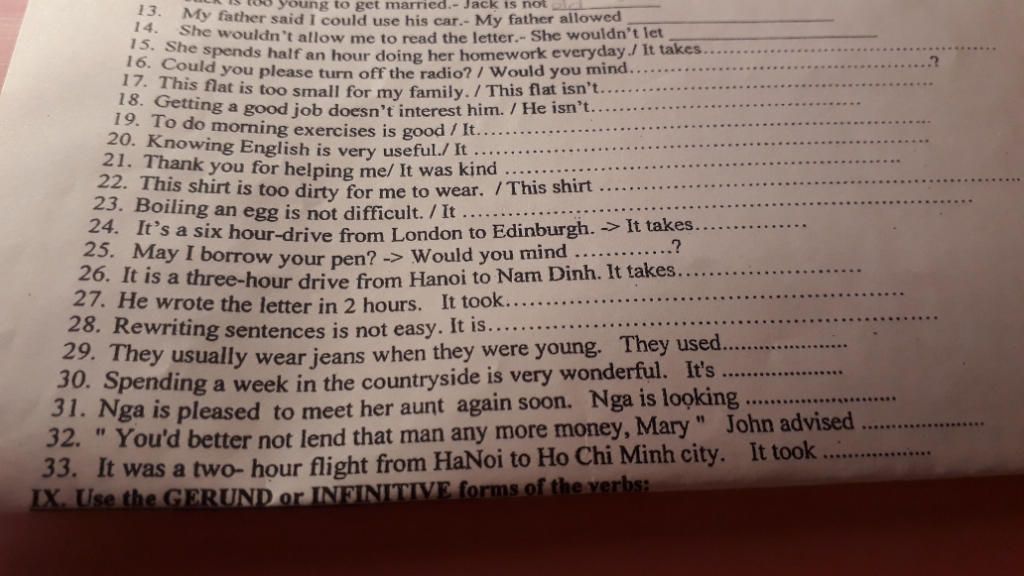 is too young to get married.- Jack is not old
13. My father said I could use his car.- My father allowed ____________________
14. She wouldn't allow me to read the letter.- She wouldn't let ____________________
15. She spends half an hour doing her homework everyday./ It takes..............................
16. Could you please turn off the radio? / Would you mind..............................?
17. This flat is too small for my family. / This flat isn't..............................
18. Getting a good job doesn't interest him. / He isn't..............................
19. To do morning exercises is good / It..............................
20. Knowing English is very useful./ It ..............................
21. Thank you for helping me/ It was kind ..............................
22. This shirt is too dirty for me to wear. / This shirt ..............................
23. Boiling an egg is not difficult. / It ..............................
24. It's a six hour-drive from London to Edinburgh. -> It takes................
25. May I borrow your pen? -> Would you mind ..............?
26. It is a three-hour drive from Hanoi to Nam Dinh. It takes..........................
27. He wrote the letter in 2 hours. It took..............................
28. Rewriting sentences is not easy. It is..............................
29. They usually wear jeans when they were young. They used......................
30. Spending a week in the countryside is very wonderful. It's .....................
31. Nga is pleased to meet her aunt again soon. Nga is looking ..........................
32. " You'd better not lend that man any more money, Mary " John advised .....................
33. It was a two- hour flight from HaNoi to Ho Chi Minh city. It took ...................
IX. Use the GERUND or INFINITIVE forms of the verbs: